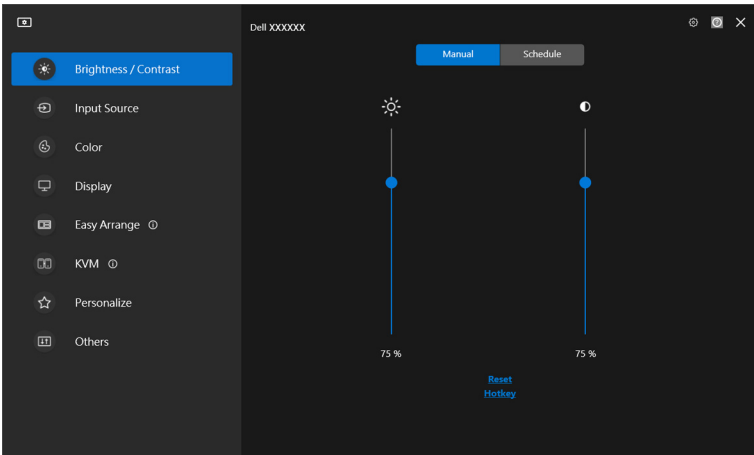 Dell XXXXXX
Manual Schedule
Brightness / Contrast
Input Source
Color
Display
Easy Arrange
KVM
Personalize
Others
75 % 75 %
Reset
Hotkey